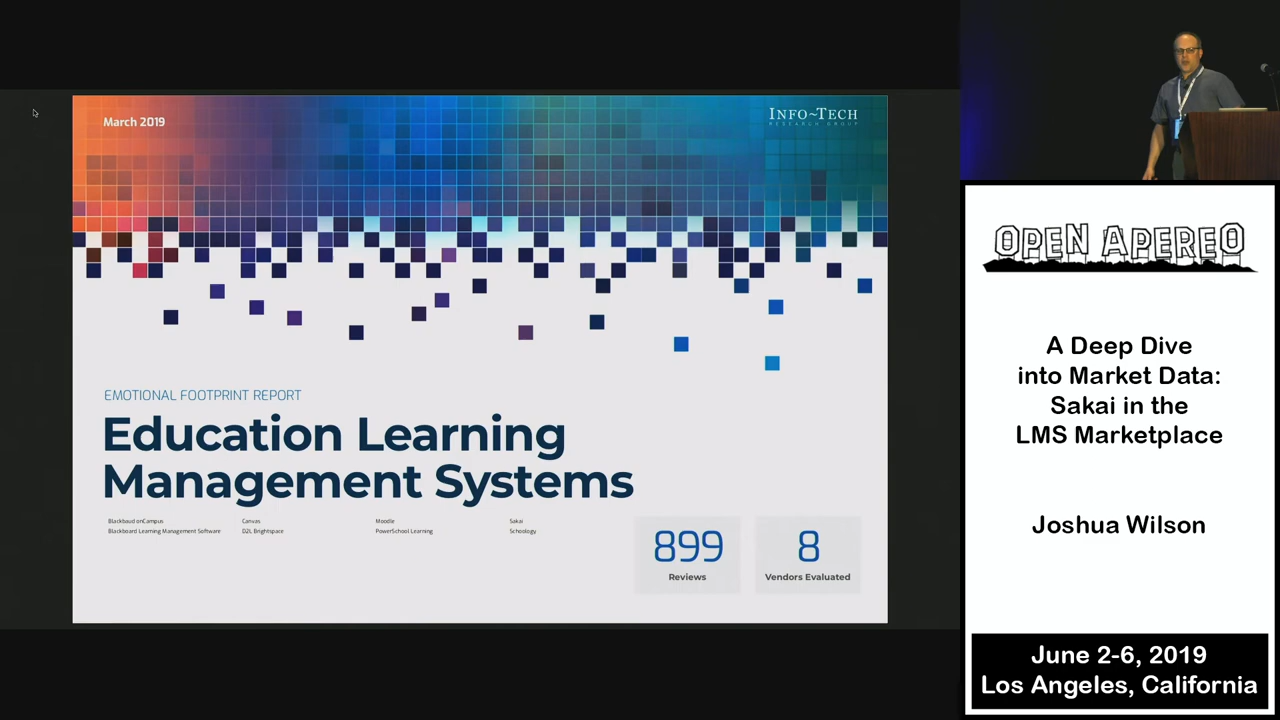 March 2019
INFO~TECH
RESEARCH GROUP
EMOTIONAL FOOTPRINT REPORT
Education Learning
Management Systems
Blackbaud onCampus
Blackboard Learning Management Software
Canvas
D2L Brightspace
Moodle
PowerSchool Learning
Sakai
Schoology
899
Reviews
8
Vendors Evaluated
OPEN APEREO
A Deep Dive
into Market Data:
Sakai in the
LMS Marketplace
Joshua Wilson
June 2-6, 2019
Los Angeles, California